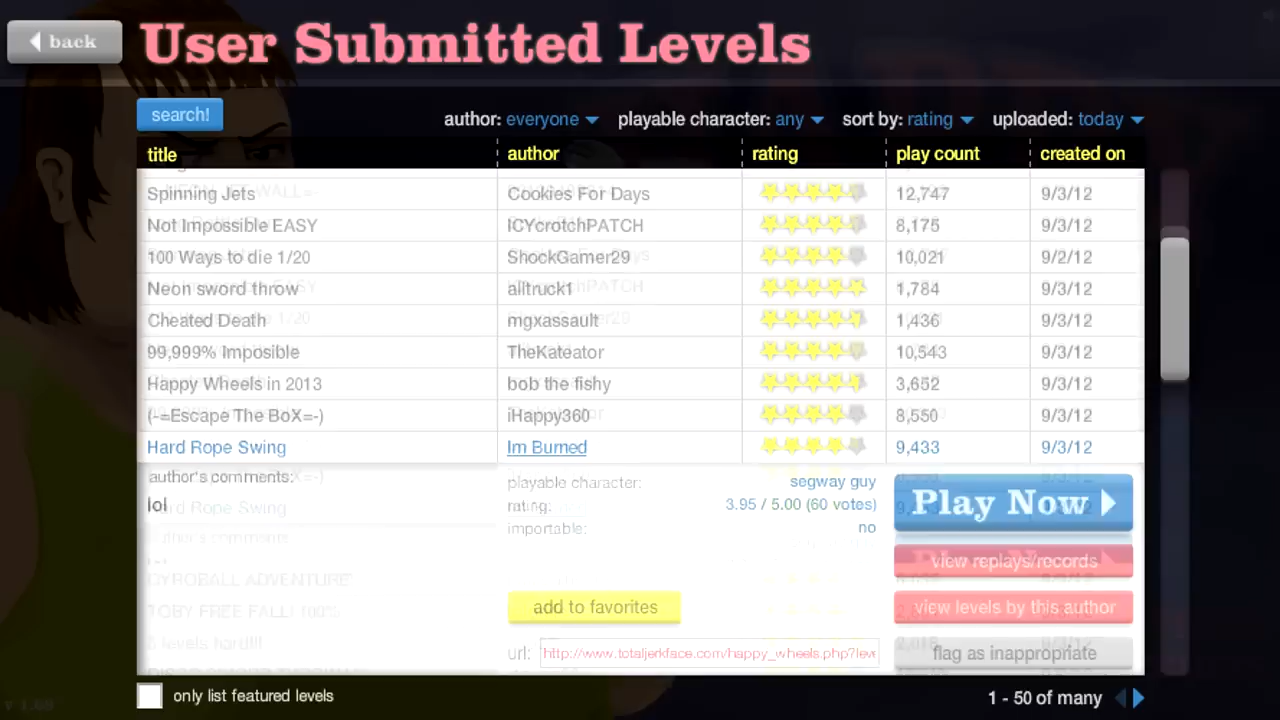 back
User Submitted Levels
search!
author: everyone playable character: any sort by: rating uploaded: today
title author rating play count created on
Spinning Jets Cookies For Days 12,747 9/3/12
Not Impossible EASY ICYcrotchPATCH 8,175 9/3/12
100 Ways to die 1/20 ShockGamer29 10,021 9/2/12
Neon sword throw alltruck1 1,784 9/3/12
Cheated Death mgxassault 1,436 9/3/12
99,999% Imposible TheKateator 10,543 9/3/12
Happy Wheels in 2013 bob the fishy 3,652 9/3/12
(-=Escape The BoX=-) iHappy360 8,550 9/3/12
Hard Rope Swing Im Burned 9,433 9/3/12
author's comments:
lol
playable character: segway guy
rating: 3.95 / 5.00 (60 votes)
importable: no
Play Now
view replays/records
add to favorites
view levels by this author
url: http://www.totaljerkface.com/happy_wheels.php?leve
flag as inappropriate
GYROBALL ADVENTURE
TOBY FREE FALL! 100%
only list featured levels
1 - 50 of many